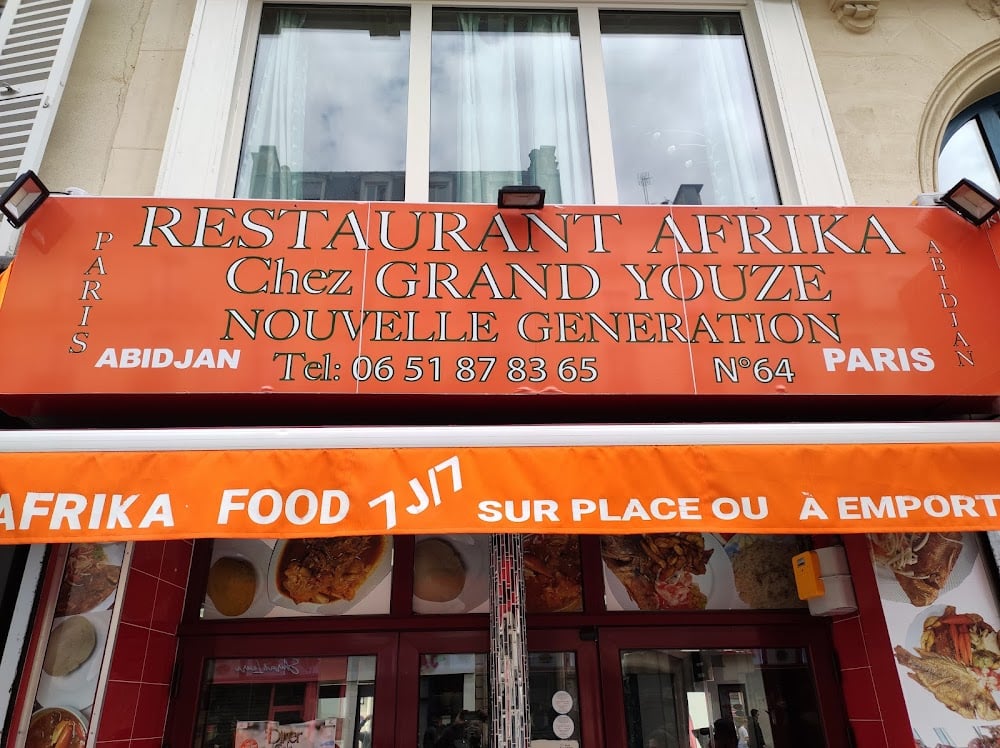 RESTAURANT AFRIKA
Chez GRAND YOUZE
NOUVELLE GENERATION
Tel: 06 51 87 83 65 N°64
PARIS
ABIDJAN
PARIS
ABIDJAN
AFRIKA FOOD 7J/7 SUR PLACE OU À EMPORT